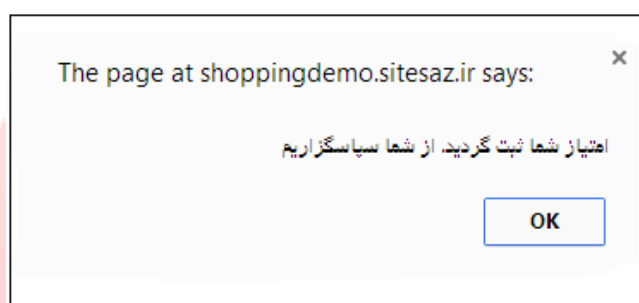 The page at shoppingdemo.sitesaz.ir says:
امتیاز شما ثبت گردید. از شما سپاسگزاریم
OK